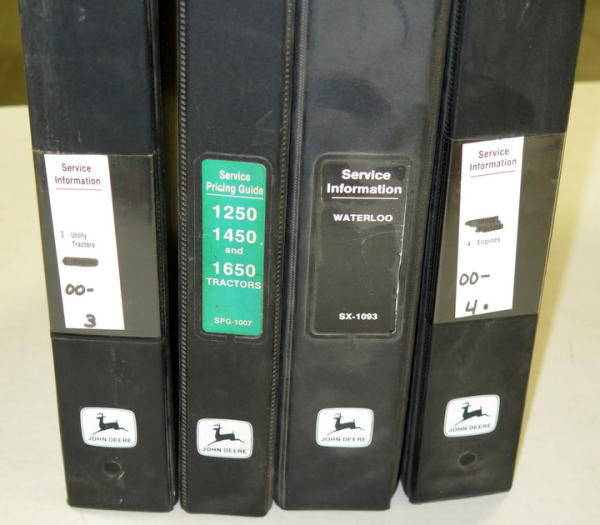 Service
Information
3 Utility
Tractors
00-
3
JOHN DEERE
Service
Pricing Guide
1250
1450
and
1650
TRACTORS
SPG-1007
JOHN DEERE
Service
Information
WATERLOO
SX-1093
JOHN DEERE
Service
Information
4 Engines
00-
4.
JOHN DEERE